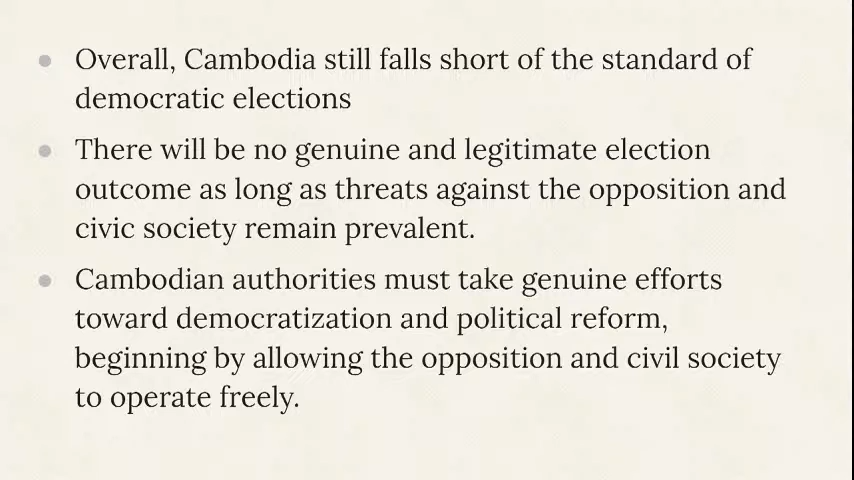 Overall, Cambodia still falls short of the standard of
democratic elections
There will be no genuine and legitimate election
outcome as long as threats against the opposition and
civic society remain prevalent.
Cambodian authorities must take genuine efforts
toward democratization and political reform,
beginning by allowing the opposition and civil society
to operate freely.